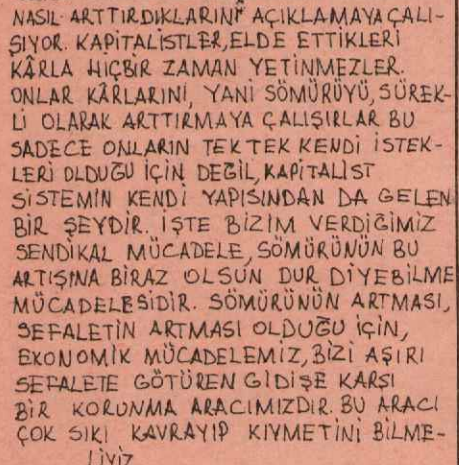 NASIL ARTTIRDIKLARINI AÇIKLAMAYA ÇALI-
ŞIYOR. KAPİTALİSTLER, ELDE ETTİKLERİ
KÂRLA HİÇBİR ZAMAN YETİNMEZLER.
ONLAR KÂRLARINI, YANİ SÖMÜRÜYÜ, SÜREK-
Lİ OLARAK ARTTIRMAYA ÇALIŞIRLAR BU
SADECE ONLARIN TEK TEK KENDİ İSTEK-
LERİ OLDUĞU İÇİN DEĞİL, KAPİTALİST
SİSTEMİN KENDİ YAPISINDAN DA GELEN
BİR ŞEYDİR. İŞTE BİZİM VERDİĞİMİZ
SENDİKAL MÜCADELE, SÖMÜRÜNÜN BU
ARTIŞINA BİRAZ OLSUN DUR DİYEBİLME
MÜCADELESİDİR. SÖMÜRÜNÜN ARTMASI,
SEFALETİN ARTMASI OLDUĞU İÇİN,
EKONOMİK MÜCADELEMİZ, BİZİ AŞIRI
SEFALETE GÖTÜREN GİDİŞE KARŞI
BİR KORUNMA ARACIMIZDIR. BU ARACI
ÇOK SIKI KAVRAYIP KIYMETİNİ BİLME-
LİYİZ